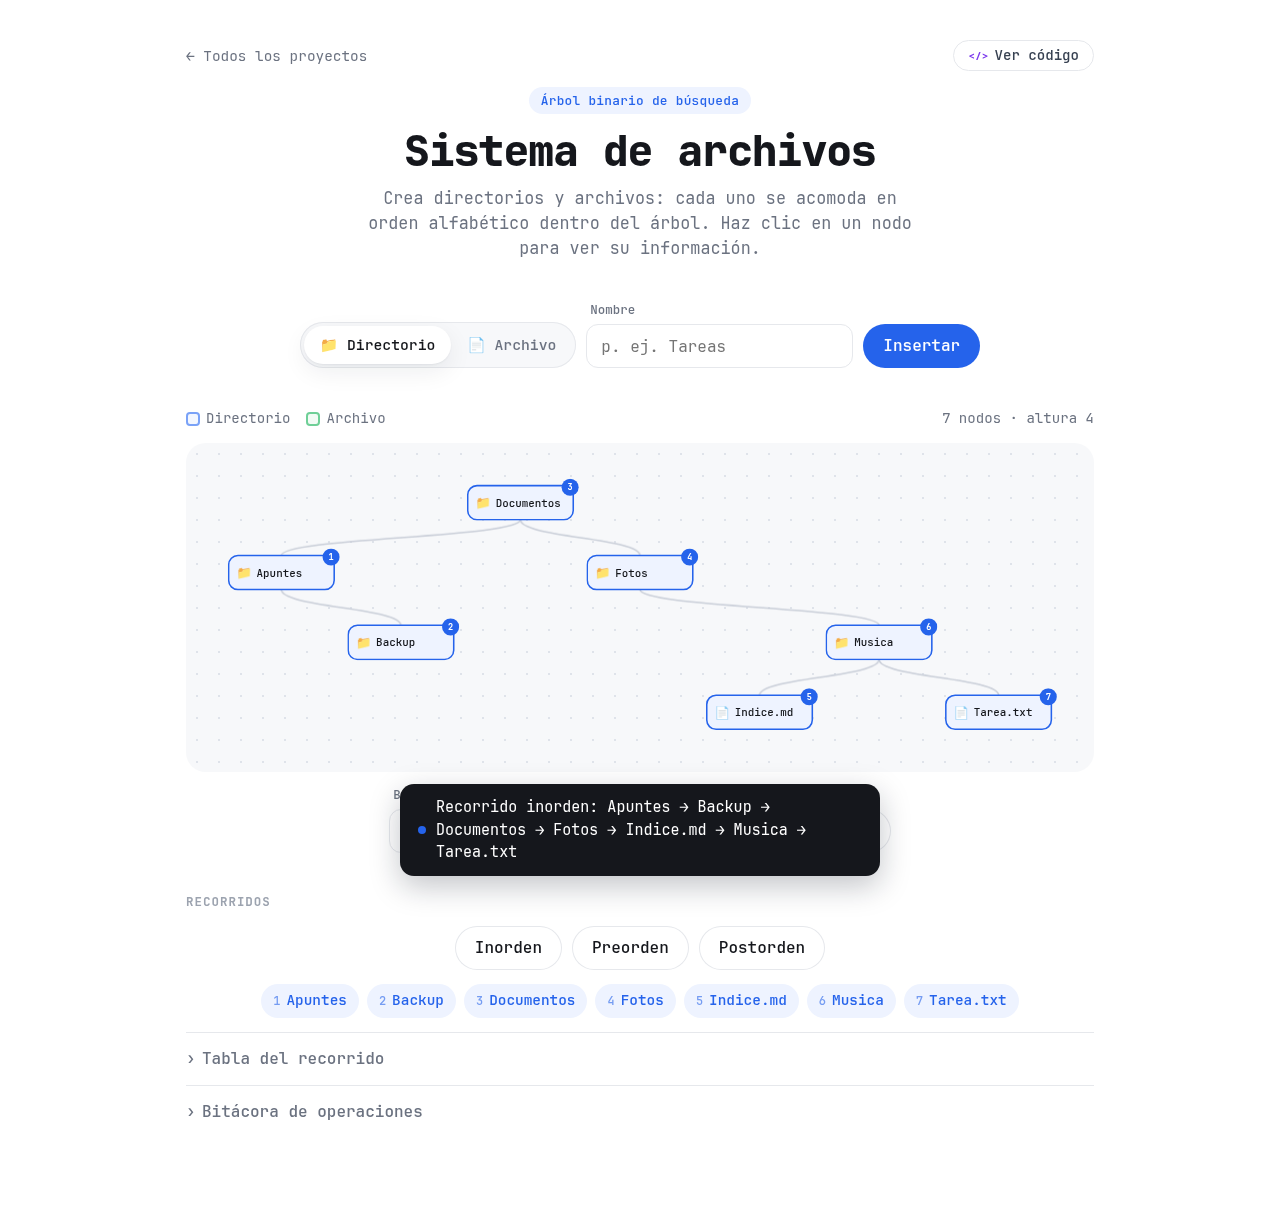 ← Todos los proyectos
</> Ver código
Árbol binario de búsqueda
Sistema de archivos
Crea directorios y archivos: cada uno se acomoda en
orden alfabético dentro del árbol. Haz clic en un nodo
para ver su información.
Nombre
Directorio
Archivo
p. ej. Tareas
Insertar
Directorio
Archivo
7 nodos · altura 4
Documentos 3
Apuntes 1
Fotos 4
Backup 2
Musica 6
Indice.md 5
Tarea.txt 7
Recorrido inorden: Apuntes → Backup →
Documentos → Fotos → Indice.md → Musica →
Tarea.txt
RECORRIDOS
Inorden
Preorden
Postorden
1 Apuntes
2 Backup
3 Documentos
4 Fotos
5 Indice.md
6 Musica
7 Tarea.txt
› Tabla del recorrido
› Bitácora de operaciones